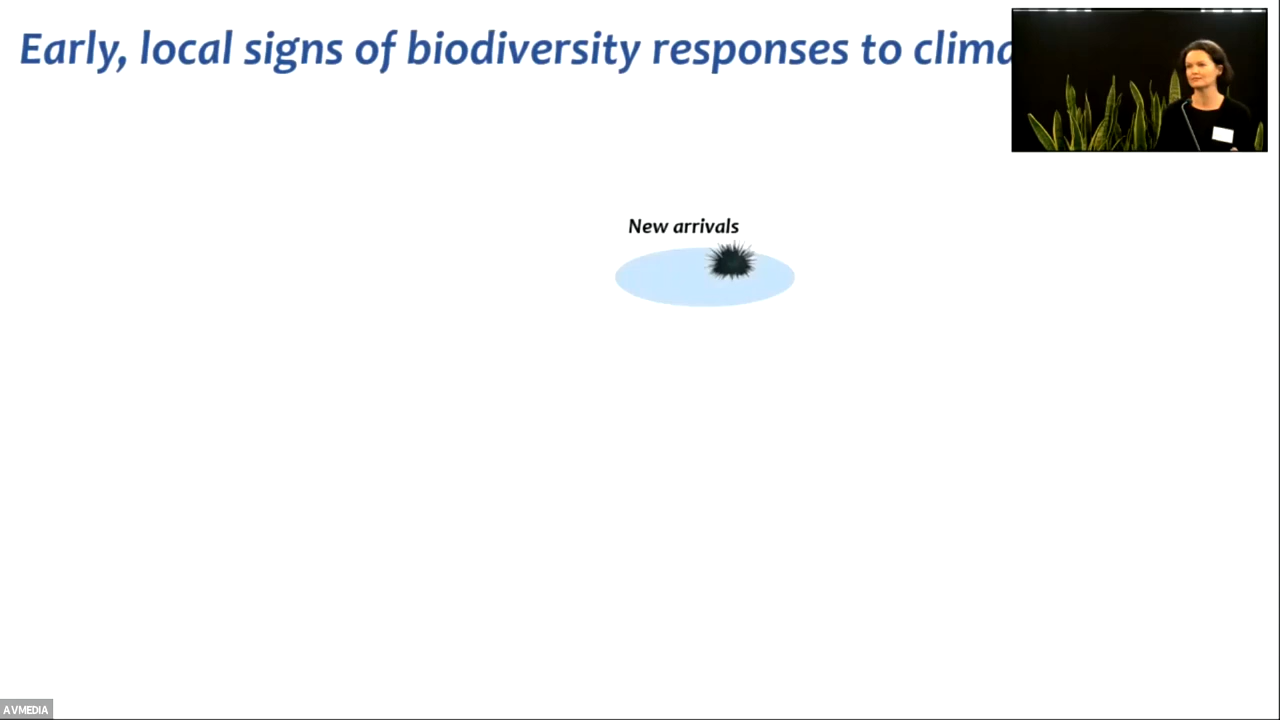 Early, local signs of biodiversity responses to clima
New arrivals
AVMEDIA